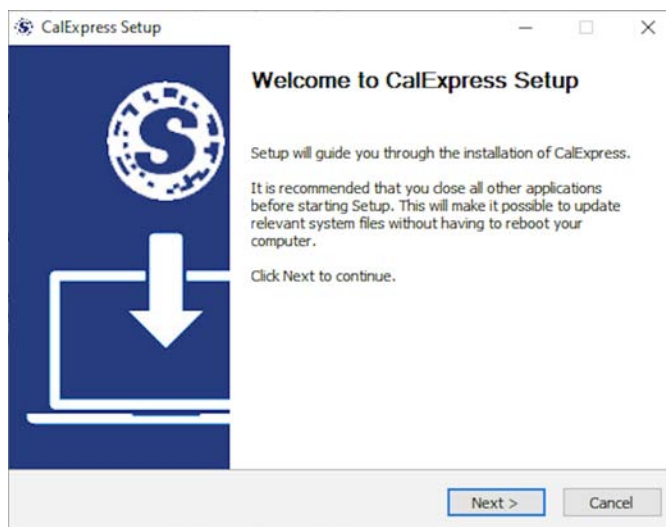 CalExpress Setup
Welcome to CalExpress Setup
Setup will guide you through the installation of CalExpress.
It is recommended that you close all other applications
before starting Setup. This will make it possible to update
relevant system files without having to reboot your
computer.
Click Next to continue.
S
Next >
Cancel